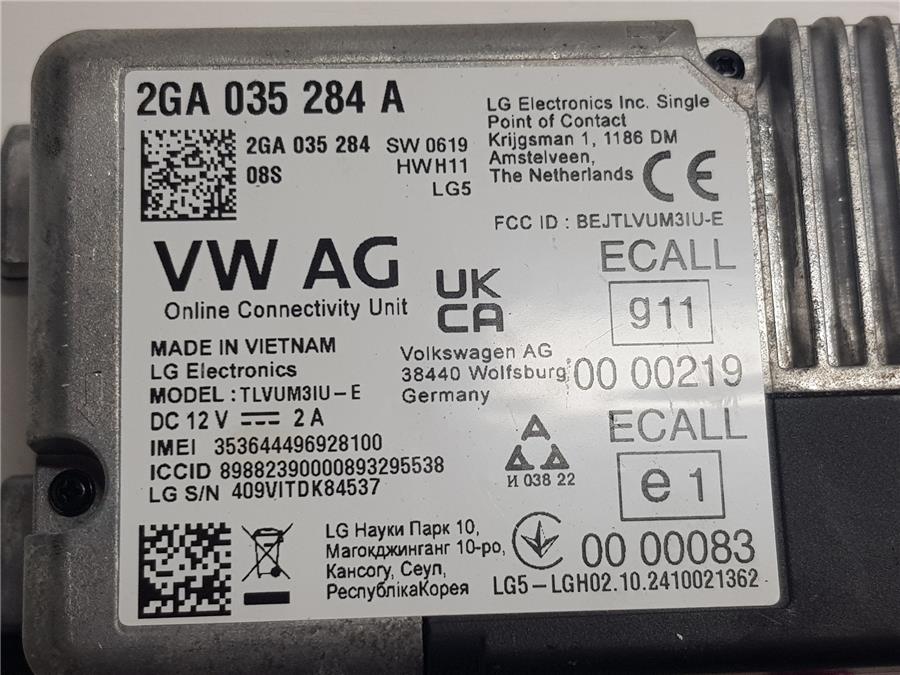 2GA 035 284 A
2GA 035 284 SW 0619
08S HW H11
LG5
LG Electronics Inc. Single
Point of Contact
Krijgsman 1, 1186 DM
Amstelveen,
The Netherlands
CE
FCC ID : BEJTLVUM3IU-E
VW AG
Online Connectivity Unit
UK
CA
ECALL
e11
00 00219
MADE IN VIETNAM
LG Electronics
MODEL : TLVUM3IU-E
DC 12 V 2 A
IMEI 353644496928100
ICCID 89882390000893295538
LG S/N 409VITDK84537
Volkswagen AG
38440 Wolfsburg
Germany
И 038 22
ECALL
e1
00 00083
LG Науки Парк 10,
Магокджинганг 10-ро,
Кансогу, Сеул,
РеспублікаКорея
LG5-LGH02.10.2410021362